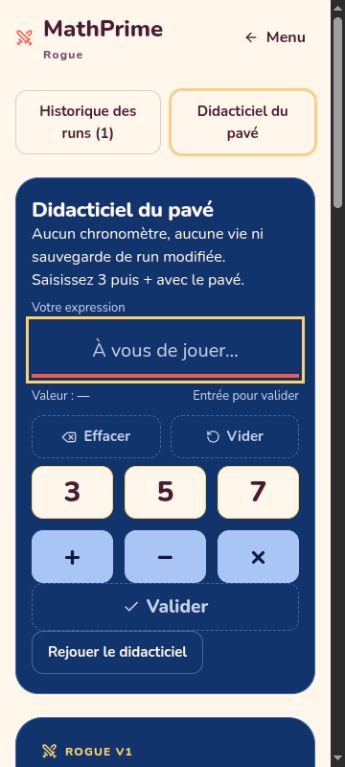 MathPrime
Rogue
← Menu
Historique des
runs (1)
Didacticiel du
pavé
Didacticiel du pavé
Aucun chronomètre, aucune vie ni
sauvegarde de run modifiée.
Saisissez 3 puis + avec le pavé.
Votre expression
À vous de jouer...
Valeur : —
Entrée pour valider
Effacer
Vider
3 5 7
+ − ×
✓ Valider
Rejouer le didacticiel
ROGUE V1